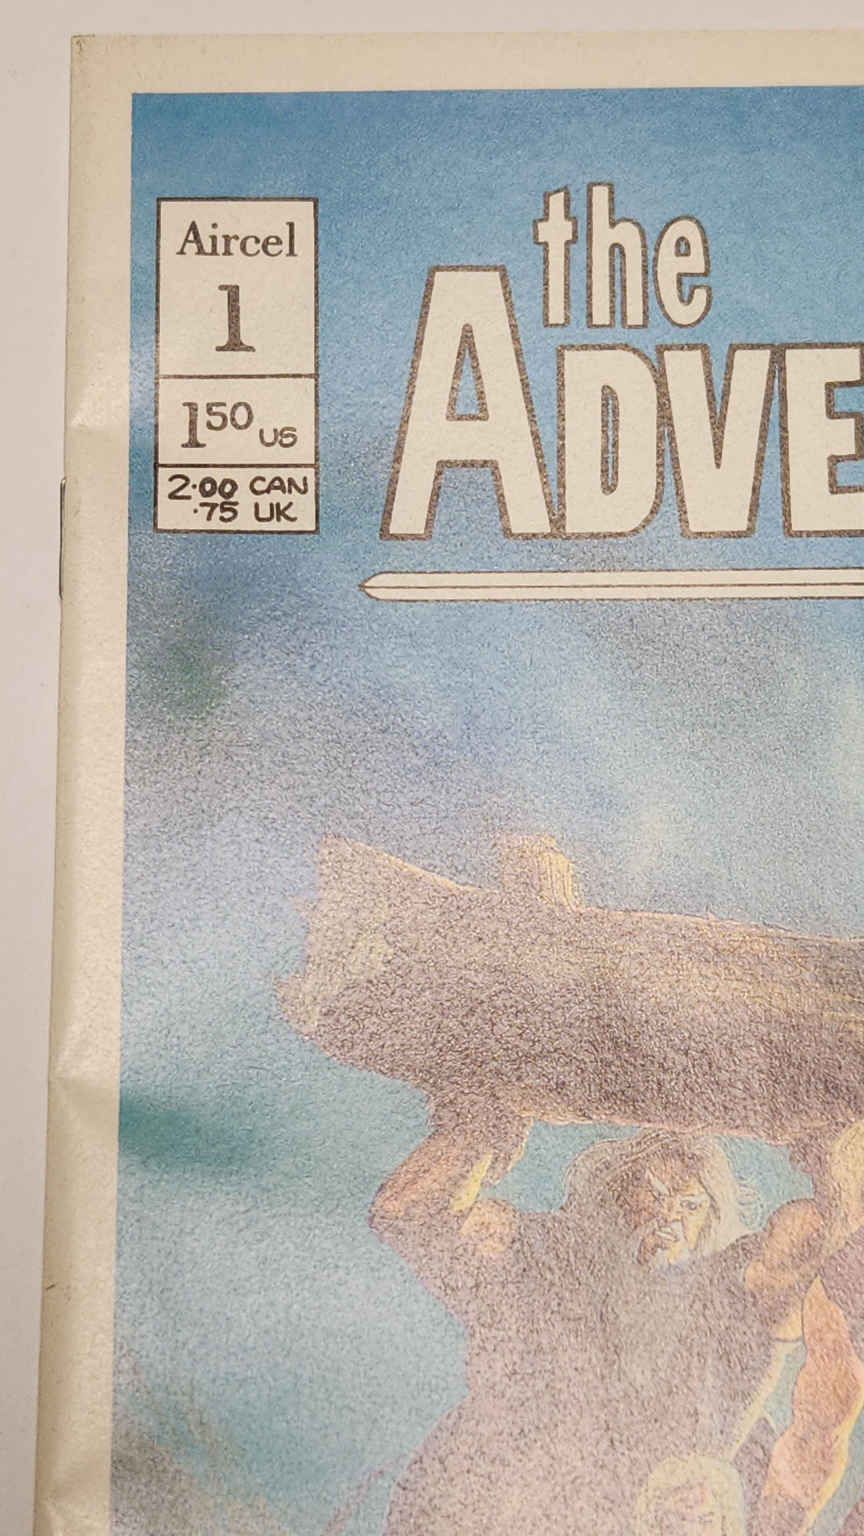 Aircel
1
1 50 US
2.00 CAN
.75 UK
the
ADVE